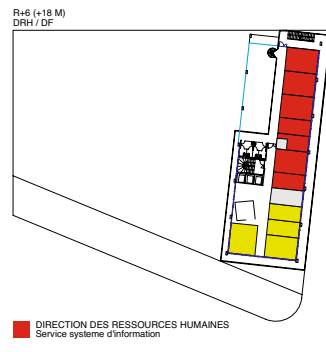 R+6 (+18 M)
DRH / DF
DIRECTION DES RESSOURCES HUMAINES
Service systeme d'information